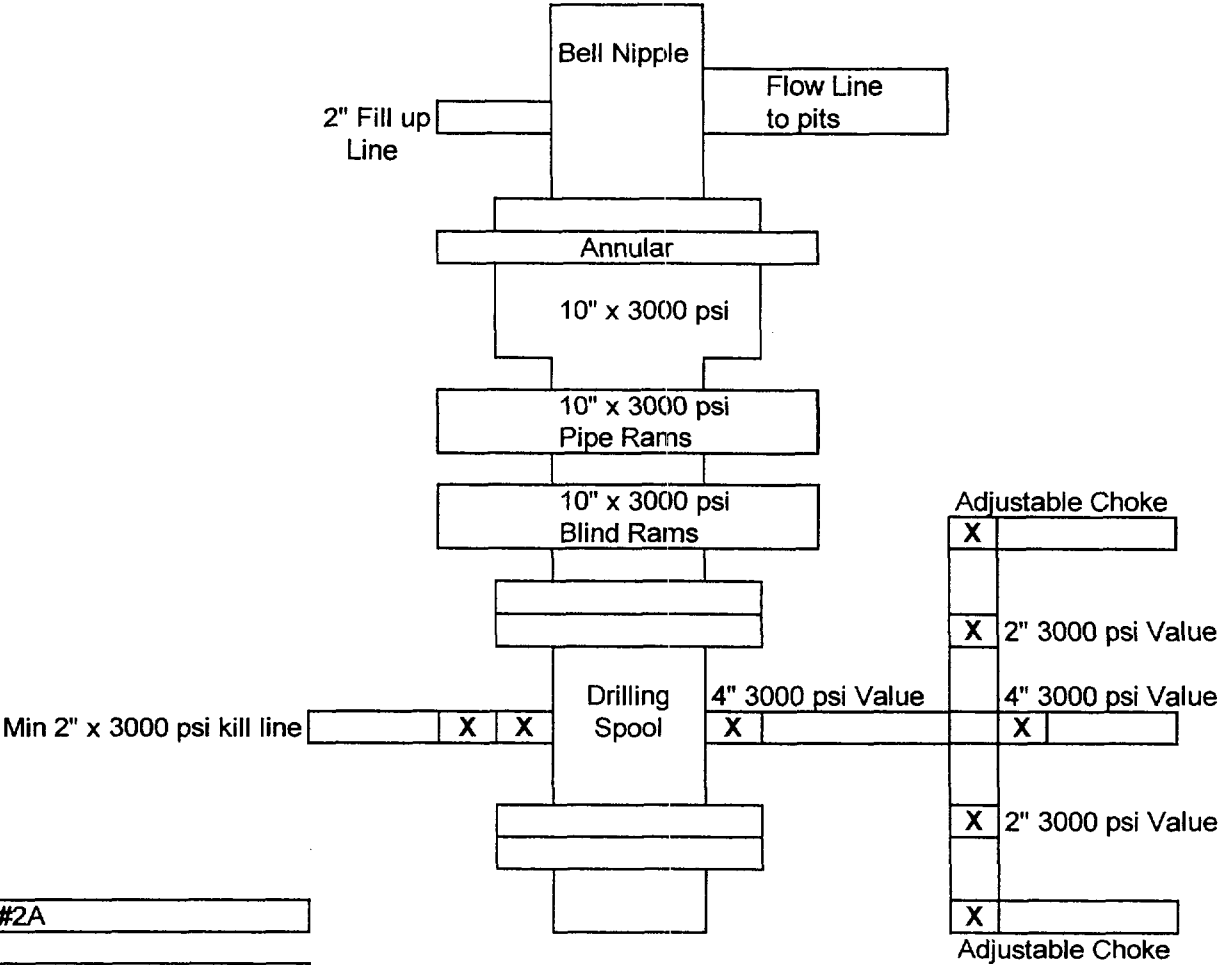 Bell Nipple
Flow Line
to pits
2" Fill up
Line
Annular
10" x 3000 psi
10" x 3000 psi
Pipe Rams
10" x 3000 psi
Blind Rams
Adjustable Choke
X
X 2" 3000 psi Value
Drilling
Spool
4" 3000 psi Value
4" 3000 psi Value
Min 2" x 3000 psi kill line
X X
X
X
X 2" 3000 psi Value
#2A
X
Adjustable Choke